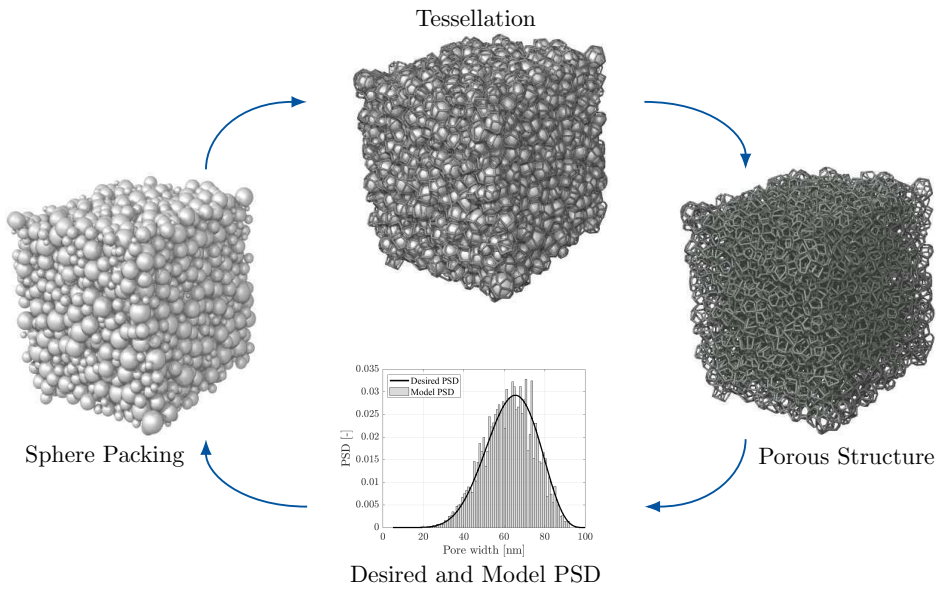 Tessellation
Sphere Packing
Porous Structure
0.035
0.03
0.025
0.02
0.015
0.01
0.005
0
PSD [-]
Desired PSD
Model PSD
0 20 40 60 80 100
Pore width [nm]
Desired and Model PSD